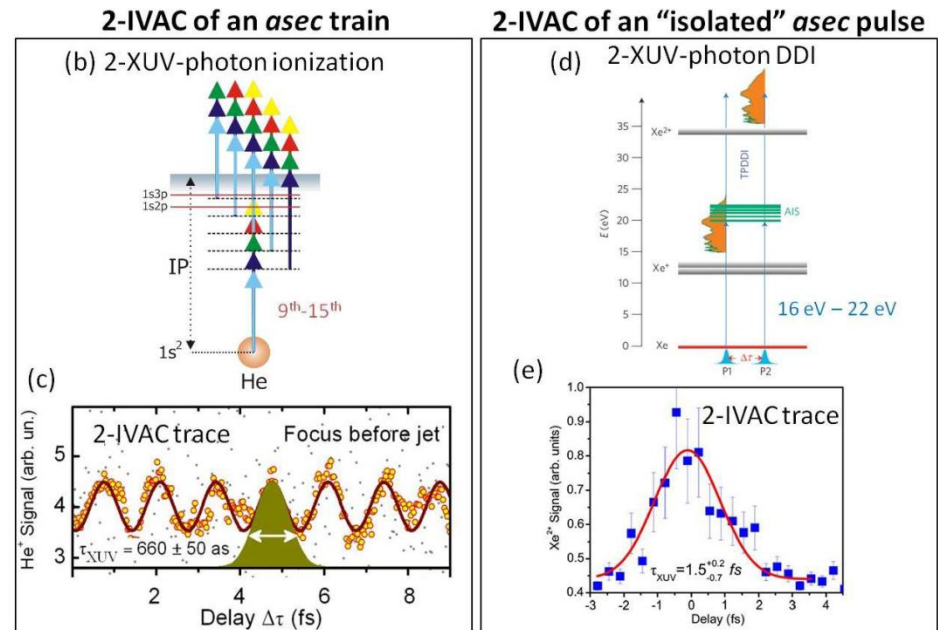 2-IVAC of an asec train
(b) 2-XUV-photon ionization
1s3p
1s2p
IP
9th-15th
1s2
He
(c)
2-IVAC trace
Focus before jet
He+ Signal (arb. un.)
5
4
3
τXUV = 660 ± 50 as
2 4 6 8
Delay Δτ (fs)
2-IVAC of an “isolated” asec pulse
(d) 2-XUV-photon DDI
Xe2+
Xe+
Xe
E (eV)
35
30
25
20
15
10
5
0
TPDDI
AIS
16 eV – 22 eV
P1 Δτ P2
(e)
2-IVAC trace
Xe2+ Signal (arb. units)
1.0
0.9
0.8
0.7
0.6
0.5
0.4
τXUV=1.5+0.2-0.7 fs
-3 -2 -1 0 1 2 3 4
Delay (fs)